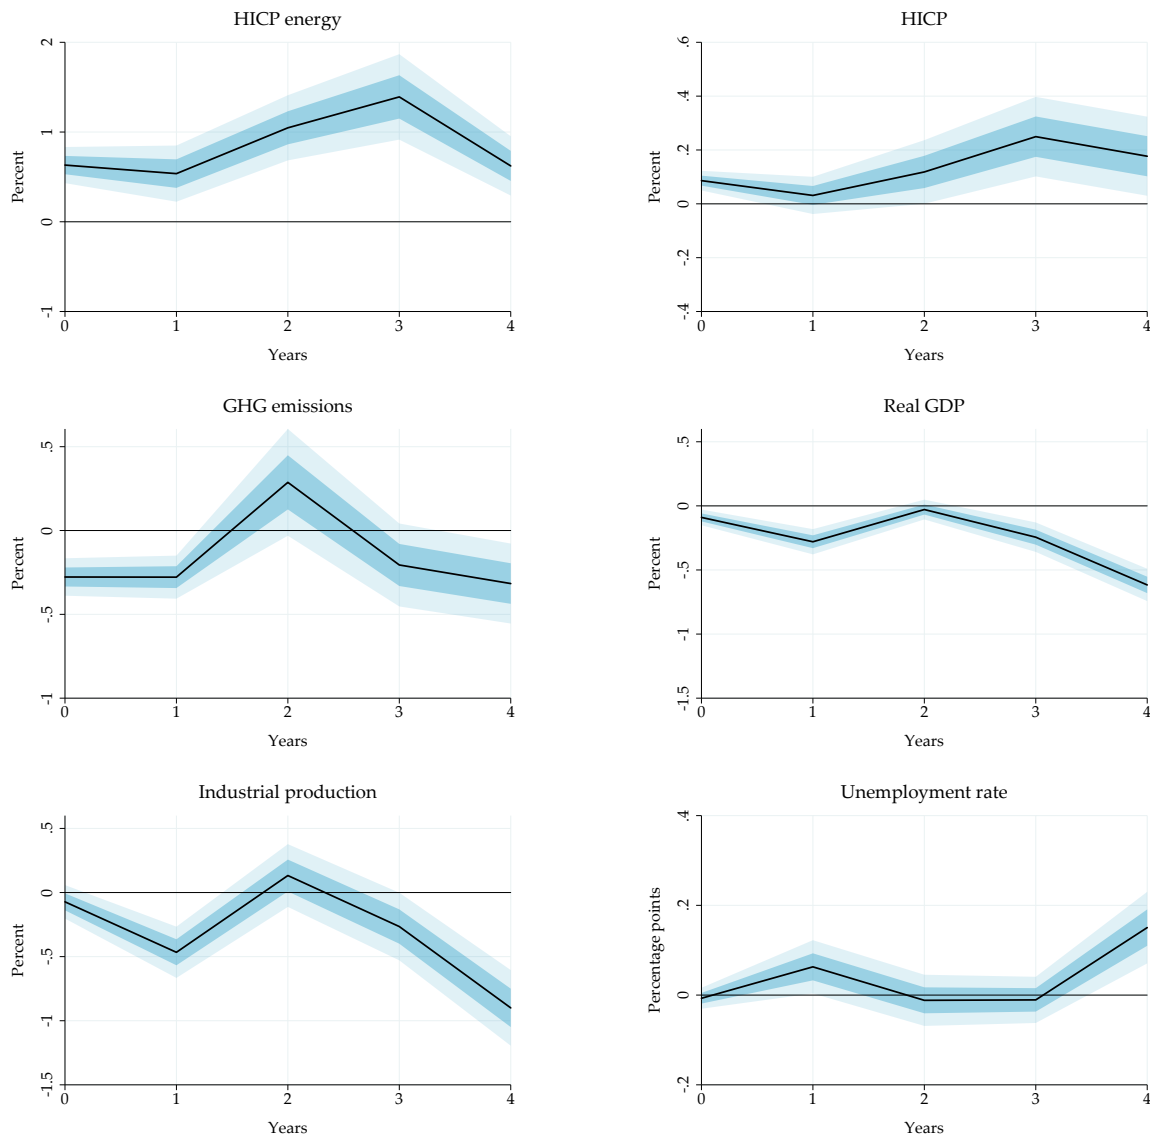 HICP energy
2
1
0
-1
Percent
0 1 2 3 4
Years
HICP
.6
.4
.2
0
-.2
-.4
Percent
0 1 2 3 4
Years
GHG emissions
.5
0
-.5
-1
Percent
0 1 2 3 4
Years
Real GDP
.5
0
-.5
-1
-1.5
Percent
0 1 2 3 4
Years
Industrial production
.5
0
-.5
-1
-1.5
Percent
0 1 2 3 4
Years
Unemployment rate
.4
.2
0
-.2
Percentage points
0 1 2 3 4
Years